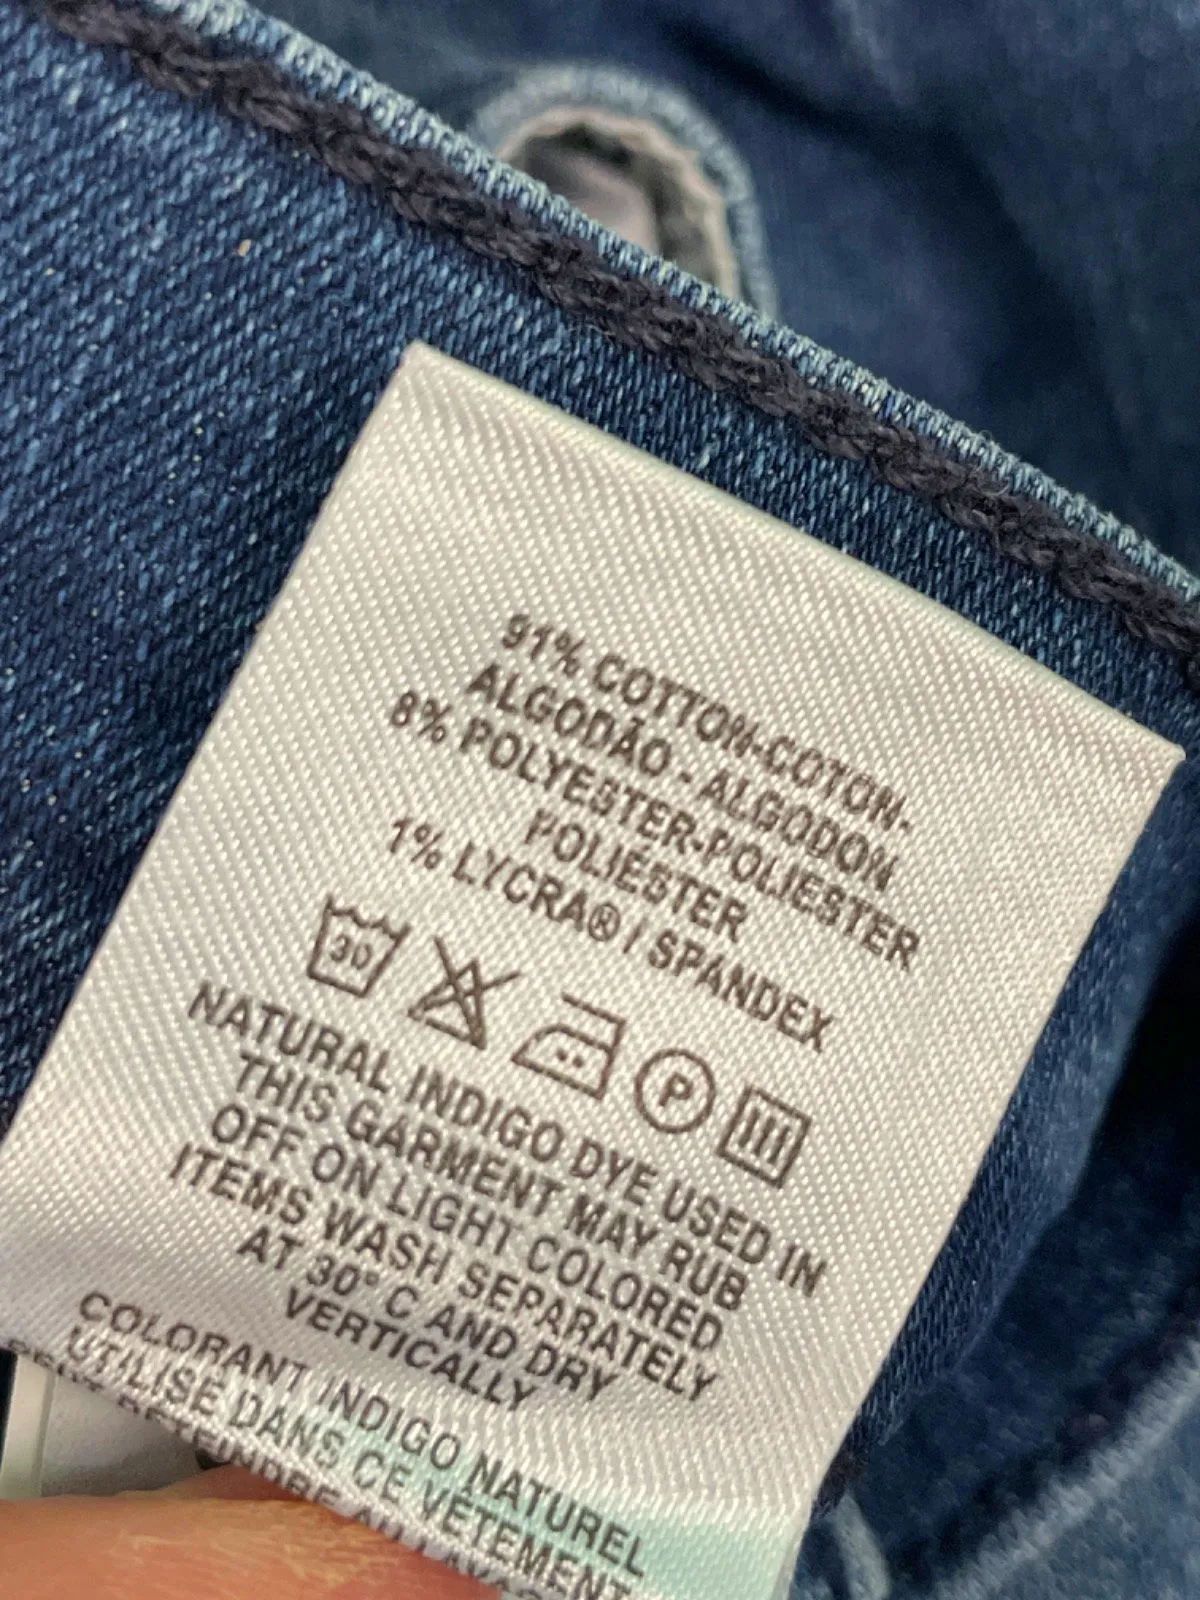 91% COTTON-COTON-
ALGODÃO - ALGODON
8% POLYESTER-POLIESTER
POLIÉSTER
1% LYCRA® / SPANDEX
30
P
NATURAL INDIGO DYE USED IN
THIS GARMENT MAY RUB
OFF ON LIGHT COLORED
ITEMS WASH SEPARATELY
AT 30° C AND DRY
VERTICALLY
COLORANT INDIGO NATUREL
UTILISE DANS CE VÊTEMENT